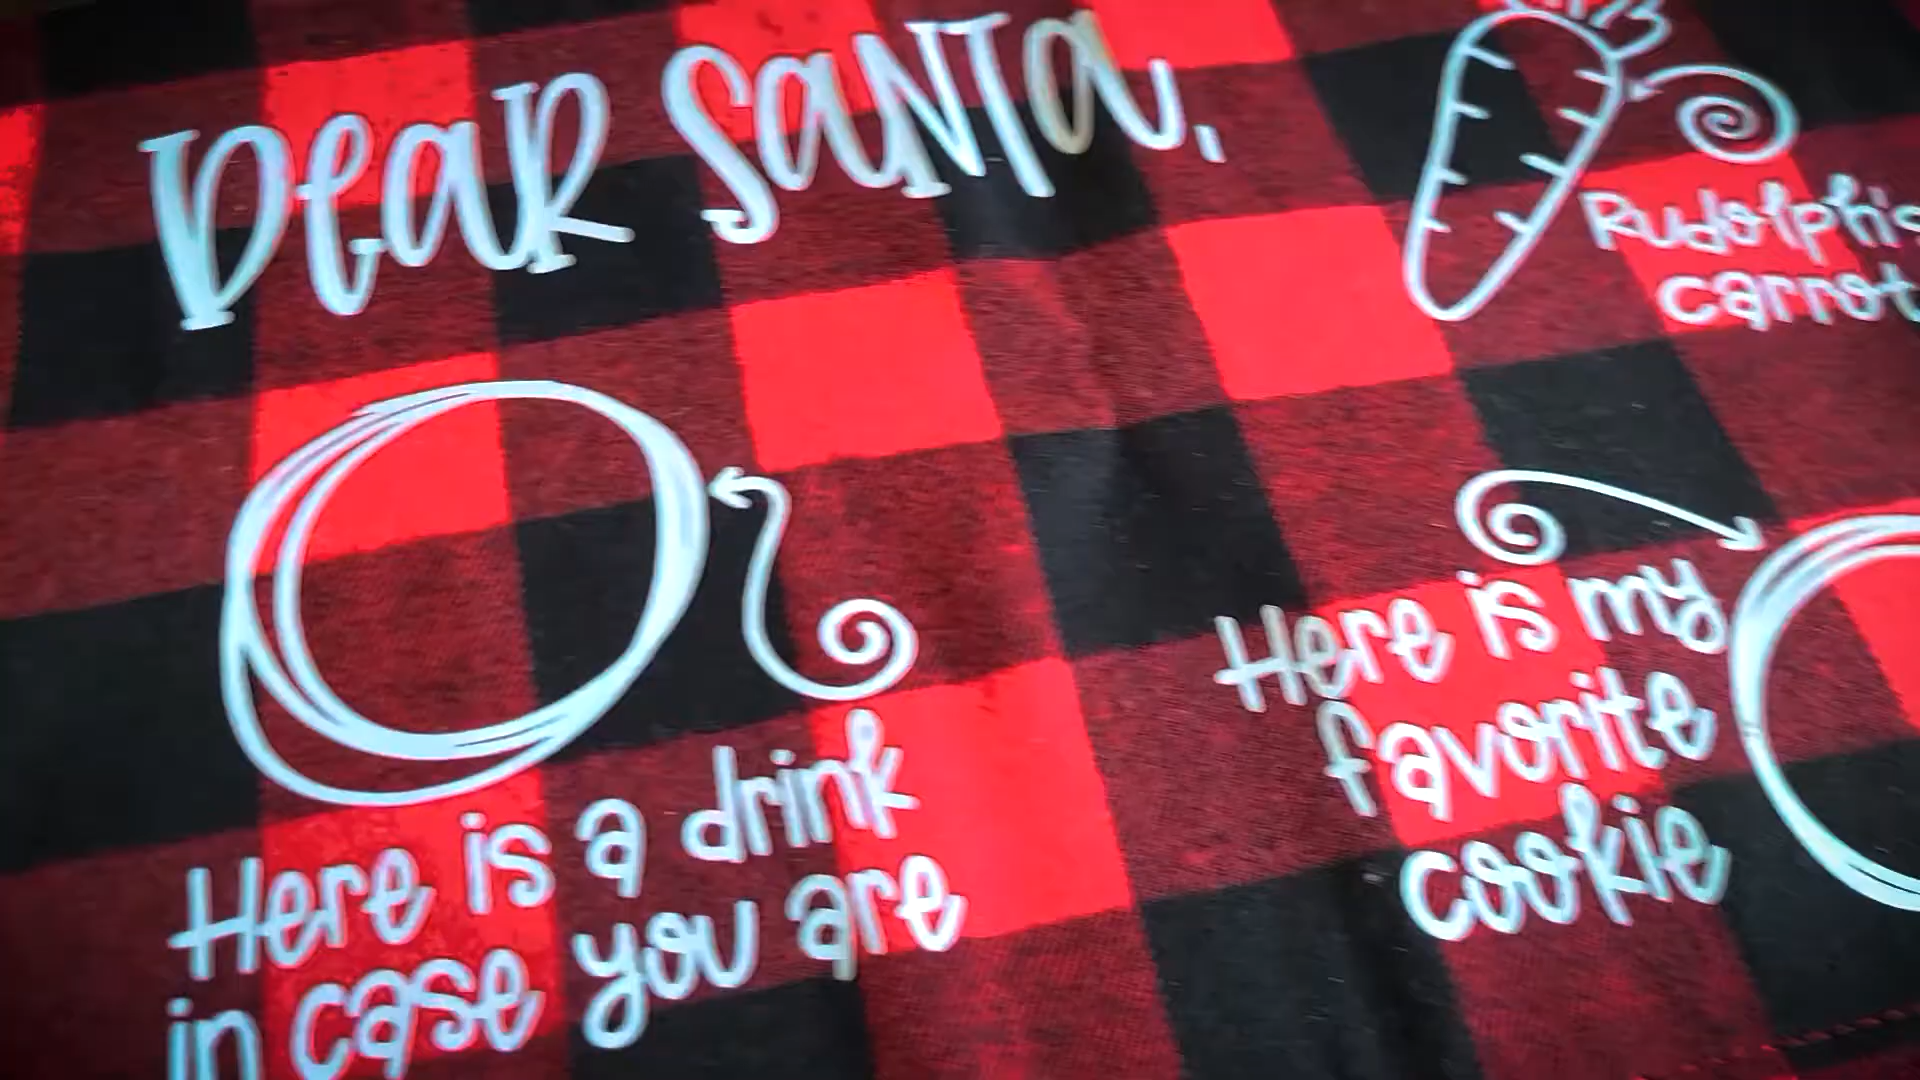 Dear Santa,
Rudolph's
carrot
Here is my
favorite
cookie
Here is a drink
in case you are